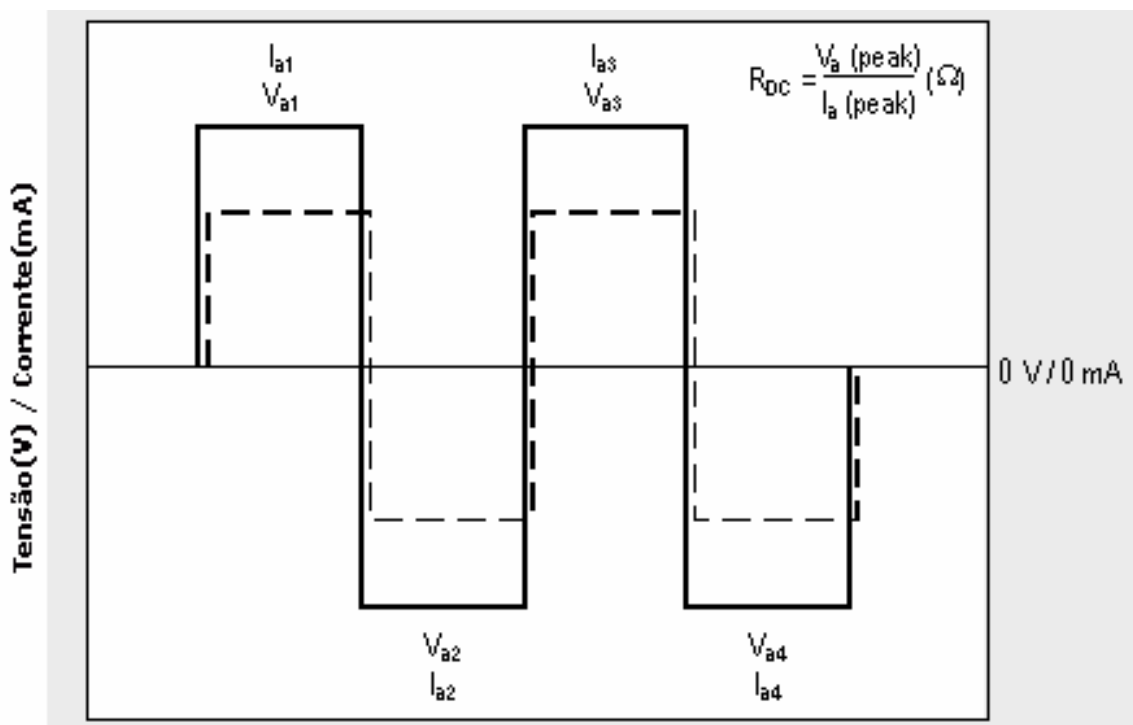 Tensão(V) / Corrente(mA)
Ia1
Va1
Ia3
Va3
RDC = Va (peak) / Ia (peak) (Ω)
0 V / 0 mA
Va2
Ia2
Va4
Ia4